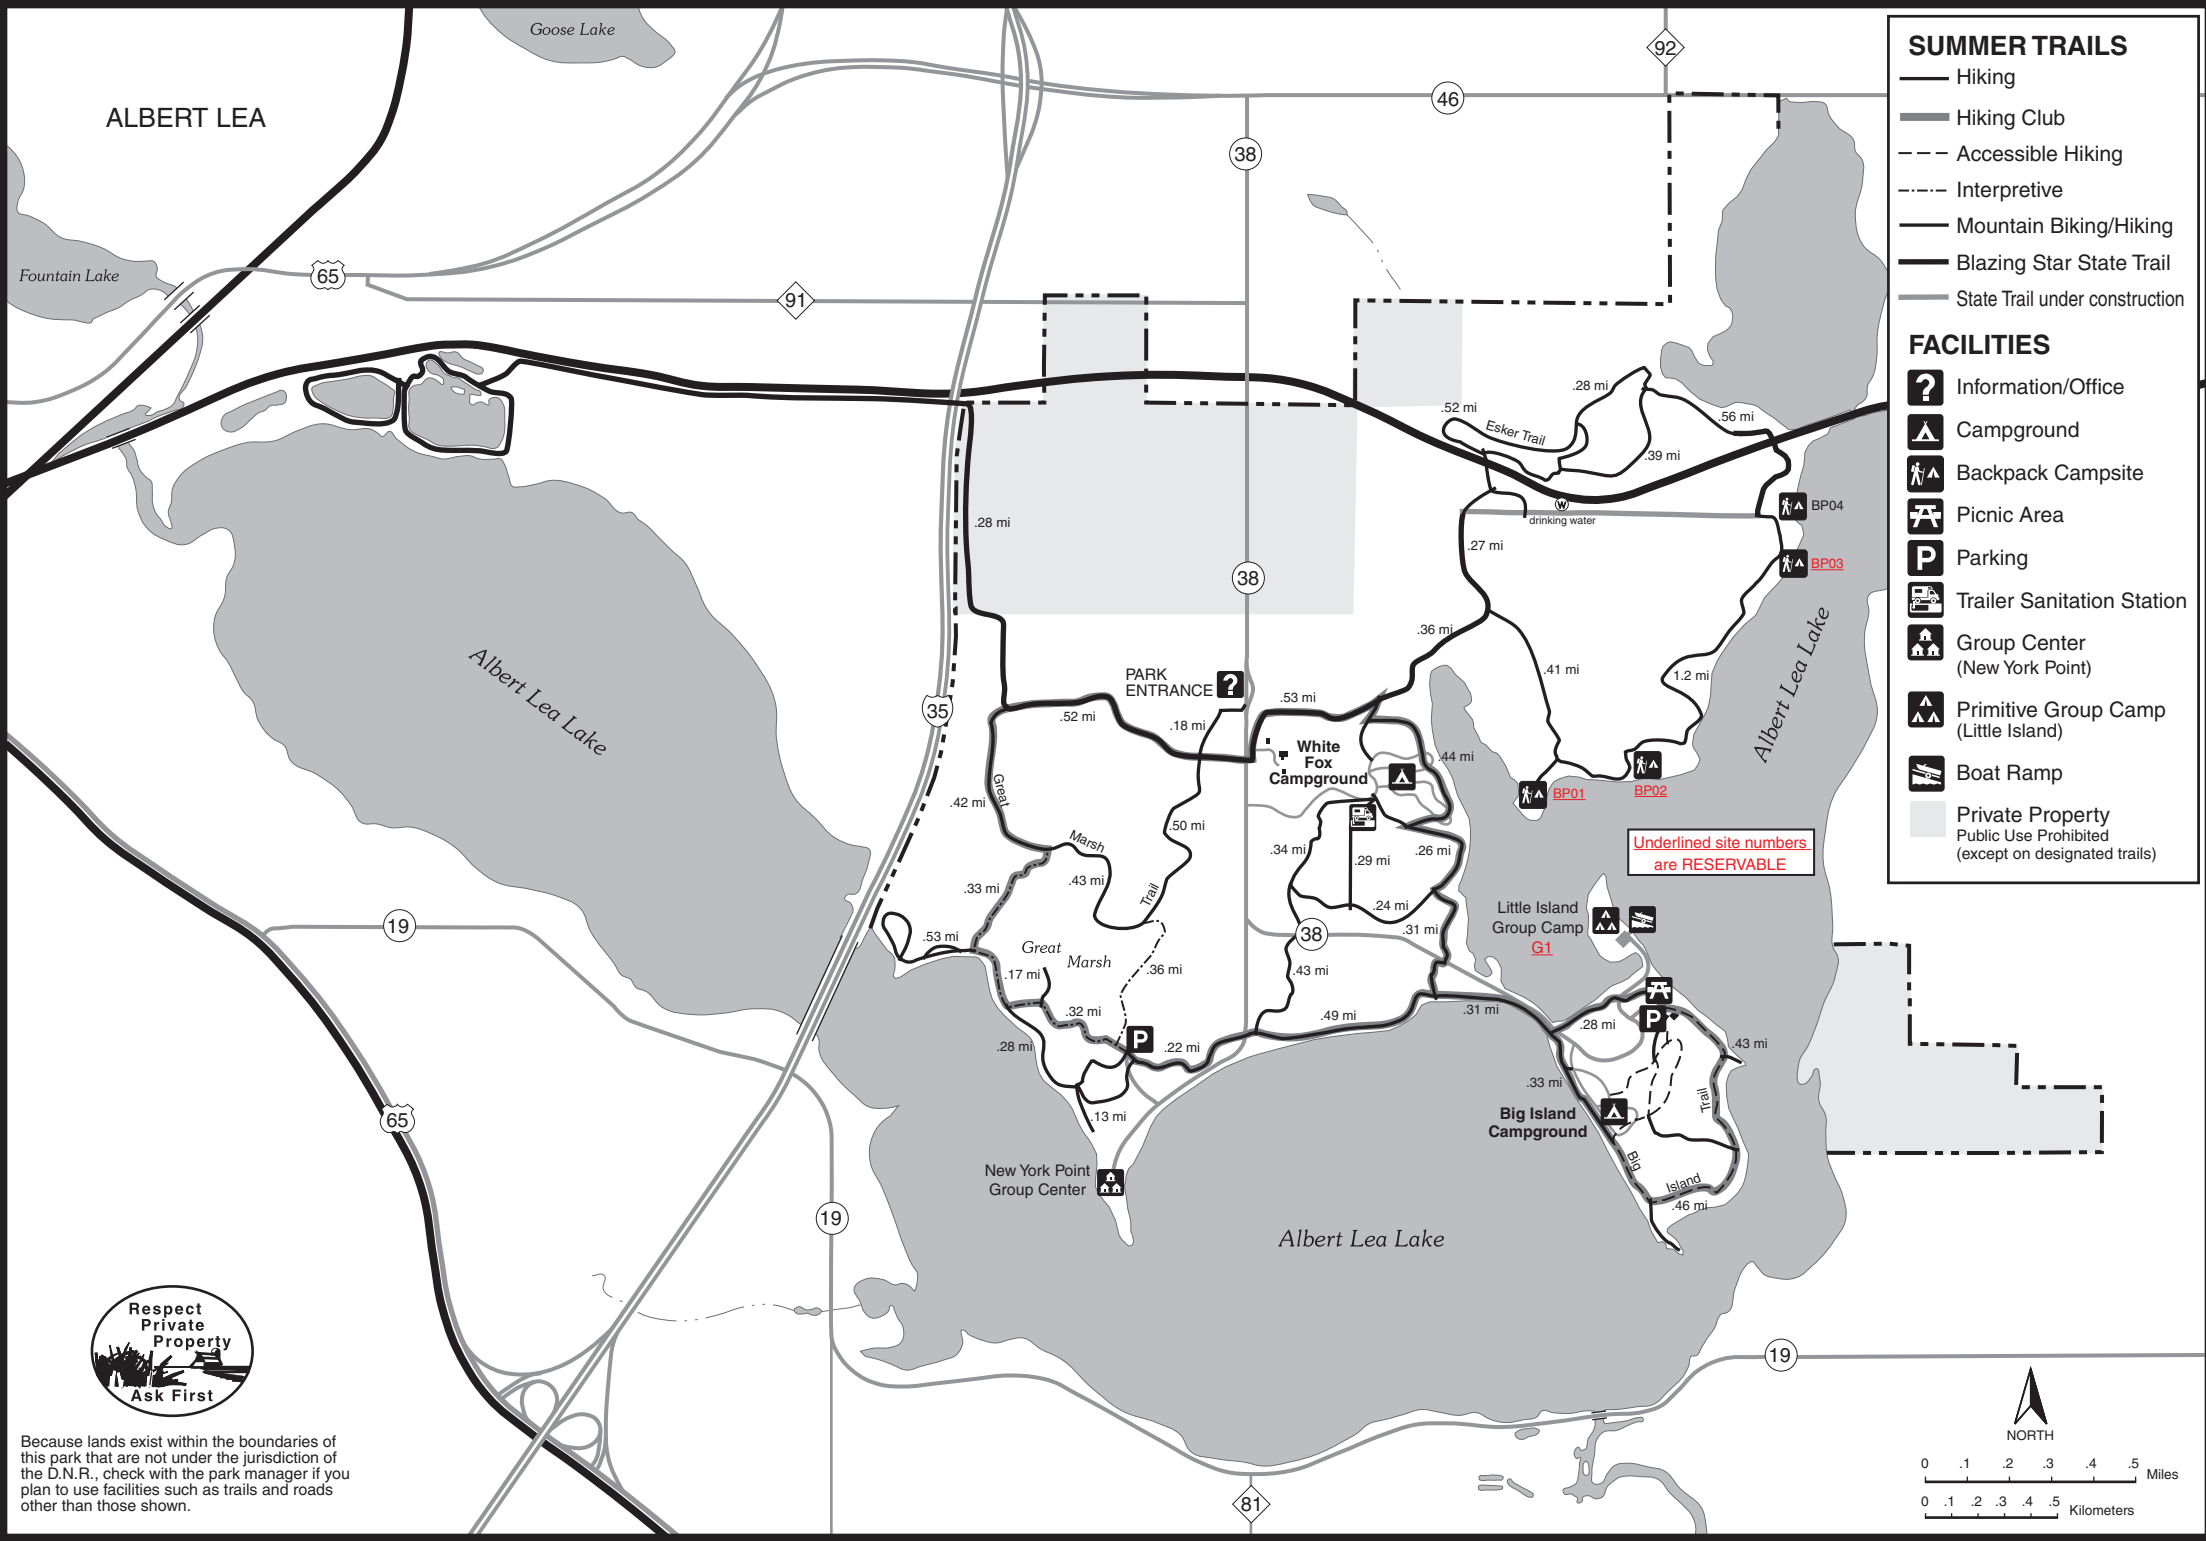 Goose Lake
92
ALBERT LEA
46
38
Fountain Lake
65
91
.28 mi
.52 mi
Esker Trail
.56 mi
.39 mi
BP04
W
drinking water
.28 mi
.27 mi
BP03
38
.36 mi
.41 mi
1.2 mi
Albert Lea Lake
Albert Lea Lake
PARK
ENTRANCE
?
.53 mi
35
.52 mi
.18 mi
White
Fox
Campground
.44 mi
BP01
BP02
.42 mi
Great
Marsh
Trail
.50 mi
.34 mi
.29 mi
.26 mi
Underlined site numbers
are RESERVABLE
.33 mi
.43 mi
.24 mi
Little Island
Group Camp
G1
19
.53 mi
Great
Marsh
38
.31 mi
.17 mi
.36 mi
.43 mi
.32 mi
.49 mi
.31 mi
.28 mi
P
.28 mi
P
.22 mi
.43 mi
.33 mi
Trail
.13 mi
Big Island
Campground
Big
Island
.46 mi
65
New York Point
Group Center
19
Albert Lea Lake
19
81
Respect
Private
Property
Ask First
Because lands exist within the boundaries of
this park that are not under the jurisdiction of
the D.N.R., check with the park manager if you
plan to use facilities such as trails and roads
other than those shown.
SUMMER TRAILS
Hiking
Hiking Club
Accessible Hiking
Interpretive
Mountain Biking/Hiking
Blazing Star State Trail
State Trail under construction
FACILITIES
? Information/Office
Campground
Backpack Campsite
Picnic Area
P Parking
Trailer Sanitation Station
Group Center
(New York Point)
Primitive Group Camp
(Little Island)
Boat Ramp
Private Property
Public Use Prohibited
(except on designated trails)
NORTH
0 .1 .2 .3 .4 .5
Miles
0 .1 .2 .3 .4 .5
Kilometers